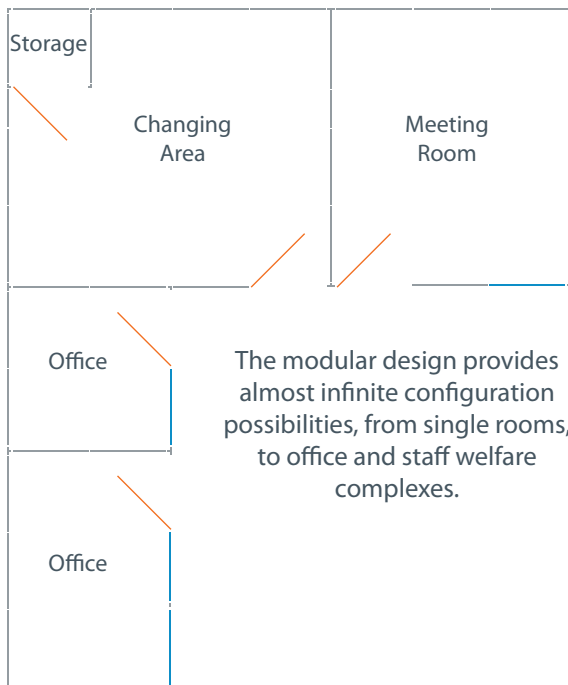 Storage
Changing
Area
Meeting
Room
Office
The modular design provides
almost infinite configuration
possibilities, from single rooms,
to office and staff welfare
complexes.
Office